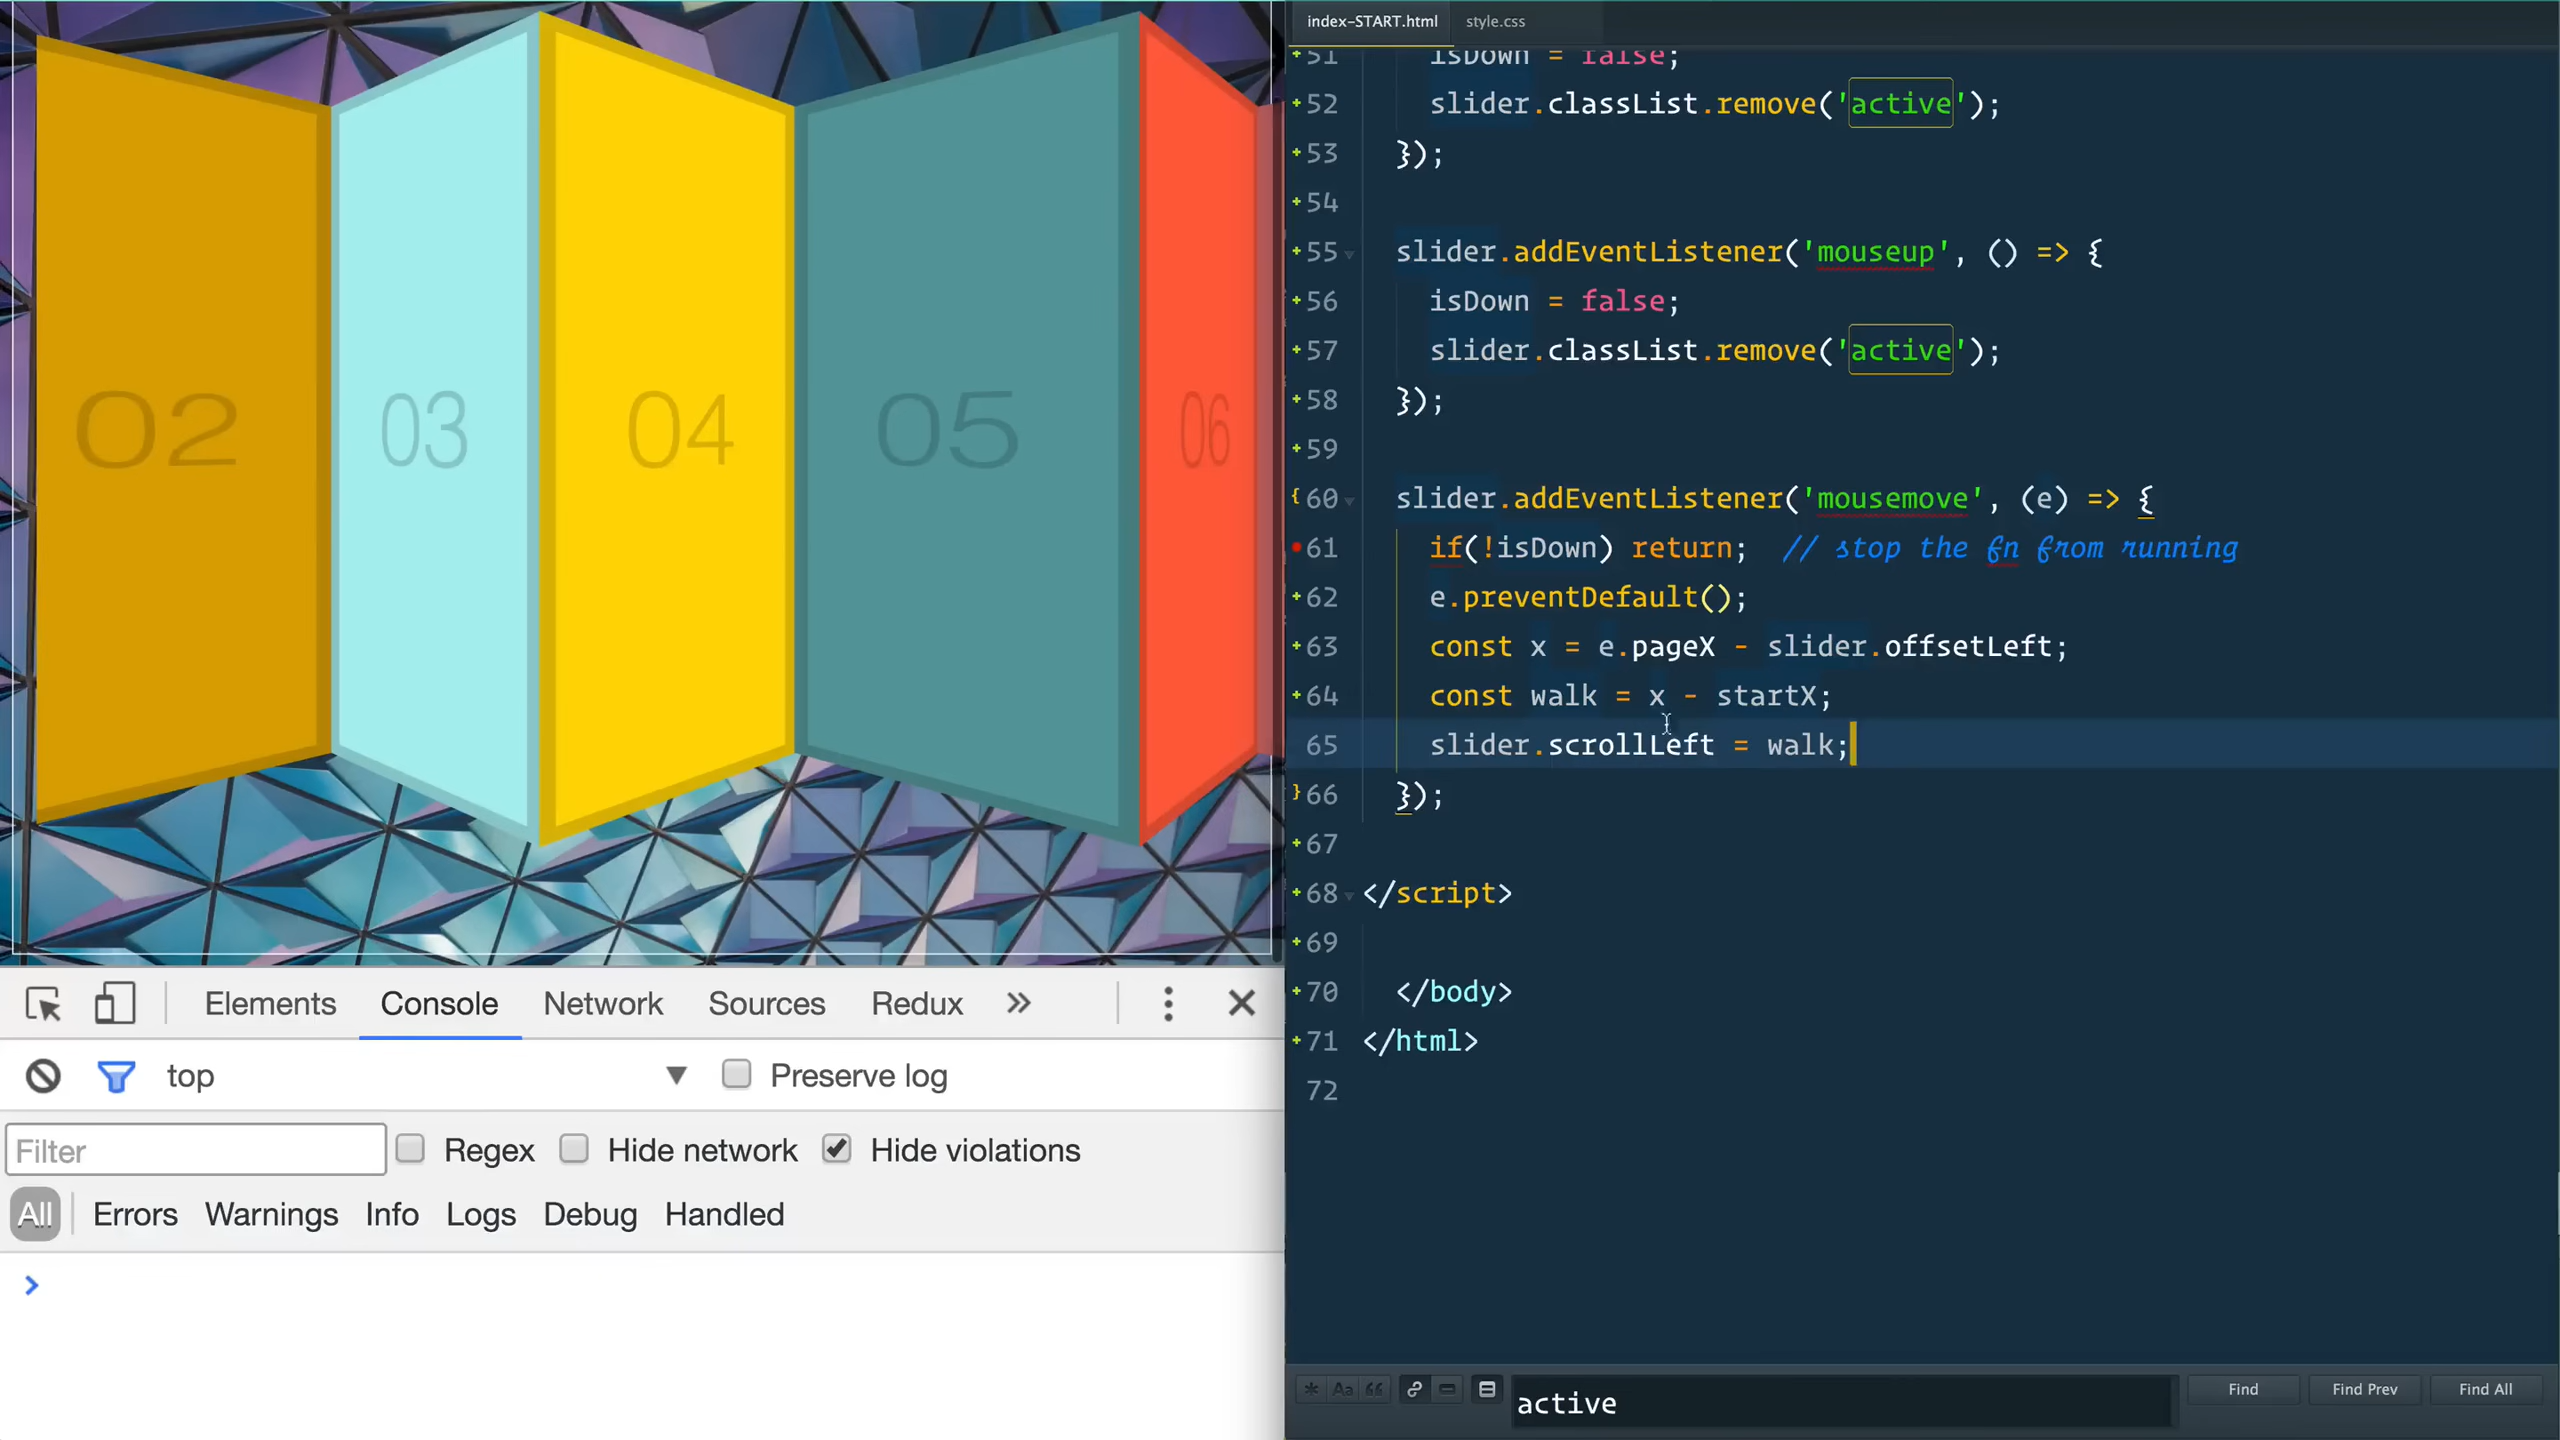 02
03
04
05
06
Elements Console Network Sources Redux »
top ▼ Preserve log
Filter Regex Hide network Hide violations
All Errors Warnings Info Logs Debug Handled
>
index-START.html style.css
51 isDown = false;
52 slider.classList.remove('active');
53 });
54
55 slider.addEventListener('mouseup', () => {
56 isDown = false;
57 slider.classList.remove('active');
58 });
59
60 slider.addEventListener('mousemove', (e) => {
61 if(!isDown) return; // stop the fn from running
62 e.preventDefault();
63 const x = e.pageX - slider.offsetLeft;
64 const walk = x - startX;
65 slider.scrollLeft = walk;
66 });
67
68 </script>
69
70 </body>
71 </html>
72
Aa active Find Find Prev Find All